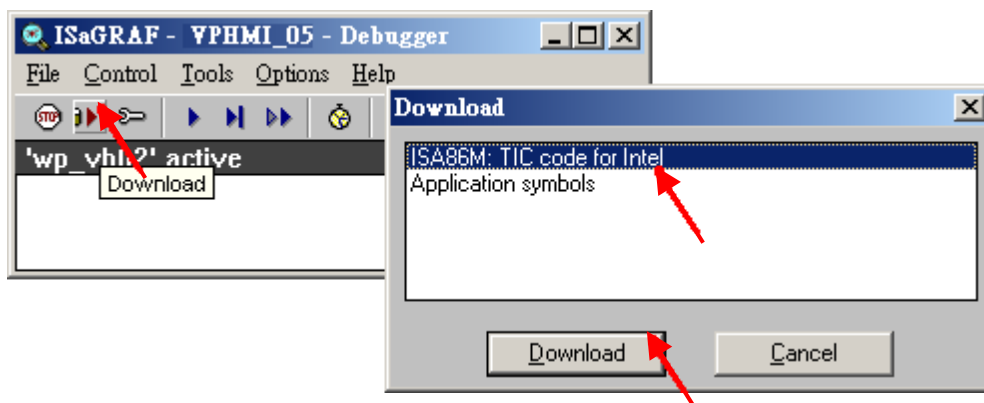 ISaGRAF - VPHMI_05 - Debugger
File Control Tools Options Help
STOP
active
Download
Download
ISA86M: TIC code for Intel
Application symbols
Download Cancel